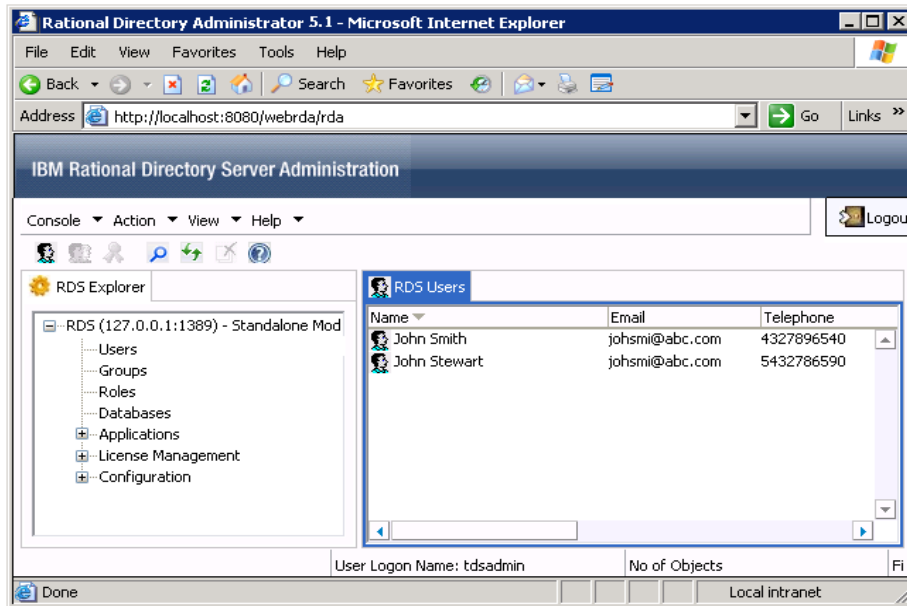 Rational Directory Administrator 5.1 - Microsoft Internet Explorer
File Edit View Favorites Tools Help
Back Search Favorites
Address http://localhost:8080/webrda/rda Go Links »
IBM Rational Directory Server Administration
Console Action View Help Logou
RDS Explorer
RDS Users
RDS (127.0.0.1:1389) - Standalone Mod
Users
Groups
Roles
Databases
Applications
License Management
Configuration
Name Email Telephone
John Smith johsmi@abc.com 4327896540
John Stewart johsmi@abc.com 5432786590
User Logon Name: tdsadmin No of Objects Fi
Done Local intranet